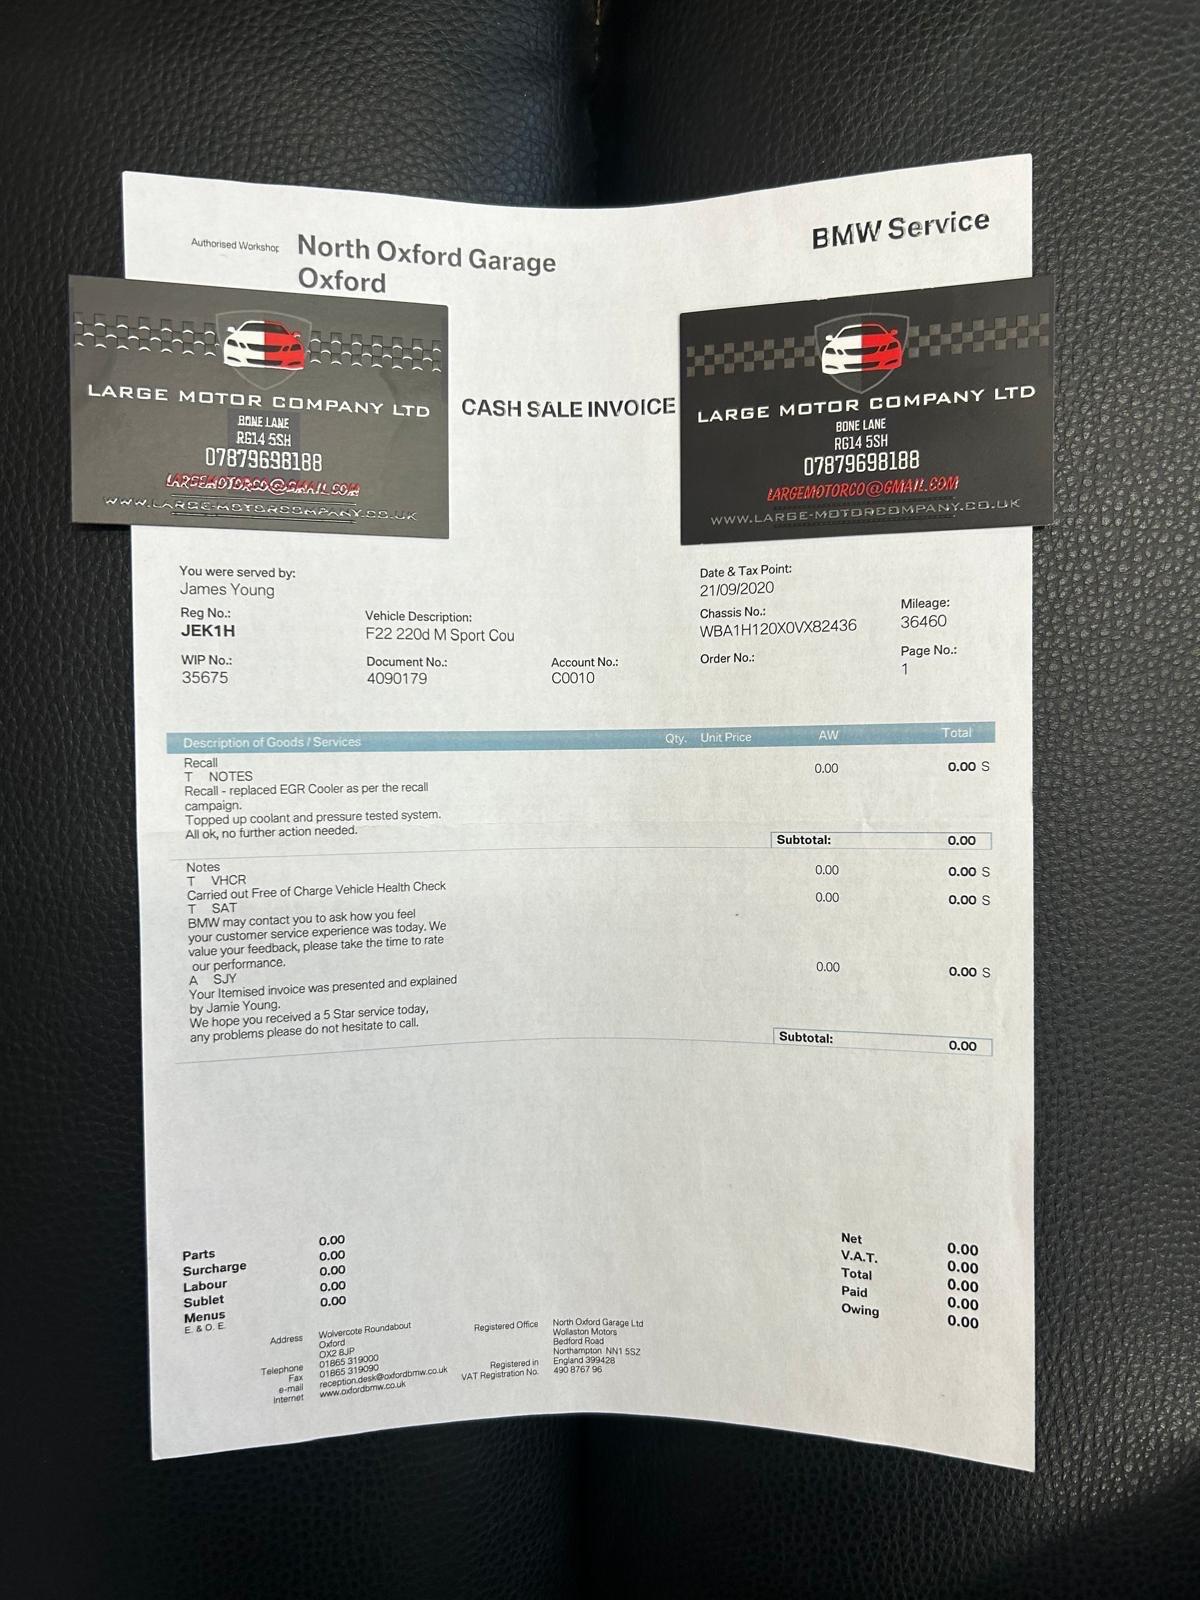 Authorised Workshop
North Oxford Garage
Oxford
BMW Service
LARGE MOTOR COMPANY LTD
BONE LANE
RG14 5SH
07879698188
LARGEMOTORCO@GMAIL.COM
WWW.LARGE-MOTORCOMPANY.CO.UK
CASH SALE INVOICE
LARGE MOTOR COMPANY LTD
BONE LANE
RG14 5SH
07879698188
LARGEMOTORCO@GMAIL.COM
WWW.LARGE-MOTORCOMPANY.CO.UK
You were served by:
James Young
Date & Tax Point:
21/09/2020
Reg No.:
JEK1H
Vehicle Description:
F22 220d M Sport Cou
Chassis No.:
WBA1H120X0VX82436
Mileage:
36460
WIP No.:
35675
Document No.:
4090179
Account No.:
C0010
Order No.:
Page No.:
1
Description of Goods / Services Qty. Unit Price AW Total
Recall
T NOTES 0.00 0.00 S
Recall - replaced EGR Cooler as per the recall
campaign.
Topped up coolant and pressure tested system.
All ok, no further action needed.
Subtotal: 0.00
Notes
T VHCR 0.00 0.00 S
Carried out Free of Charge Vehicle Health Check
T SAT 0.00 0.00 S
BMW may contact you to ask how you feel
your customer service experience was today. We
value your feedback, please take the time to rate
our performance.
A SJY 0.00 0.00 S
Your Itemised invoice was presented and explained
by Jamie Young.
We hope you received a 5 Star service today,
any problems please do not hesitate to call.
Subtotal: 0.00
Parts 0.00
Surcharge 0.00
Labour 0.00
Sublet 0.00
Menus 0.00
E. & O. E.
Net 0.00
V.A.T. 0.00
Total 0.00
Paid 0.00
Owing 0.00
Address Wolvercote Roundabout
Oxford
OX2 8JP
Telephone 01865 319000
Fax 01865 319090
e-mail reception.desk@oxfordbmw.co.uk
Internet www.oxfordbmw.co.uk
Registered Office North Oxford Garage Ltd
Wollaston Motors
Bedford Road
Northampton NN1 5SZ
Registered in England 399428
VAT Registration No. 490 8767 96